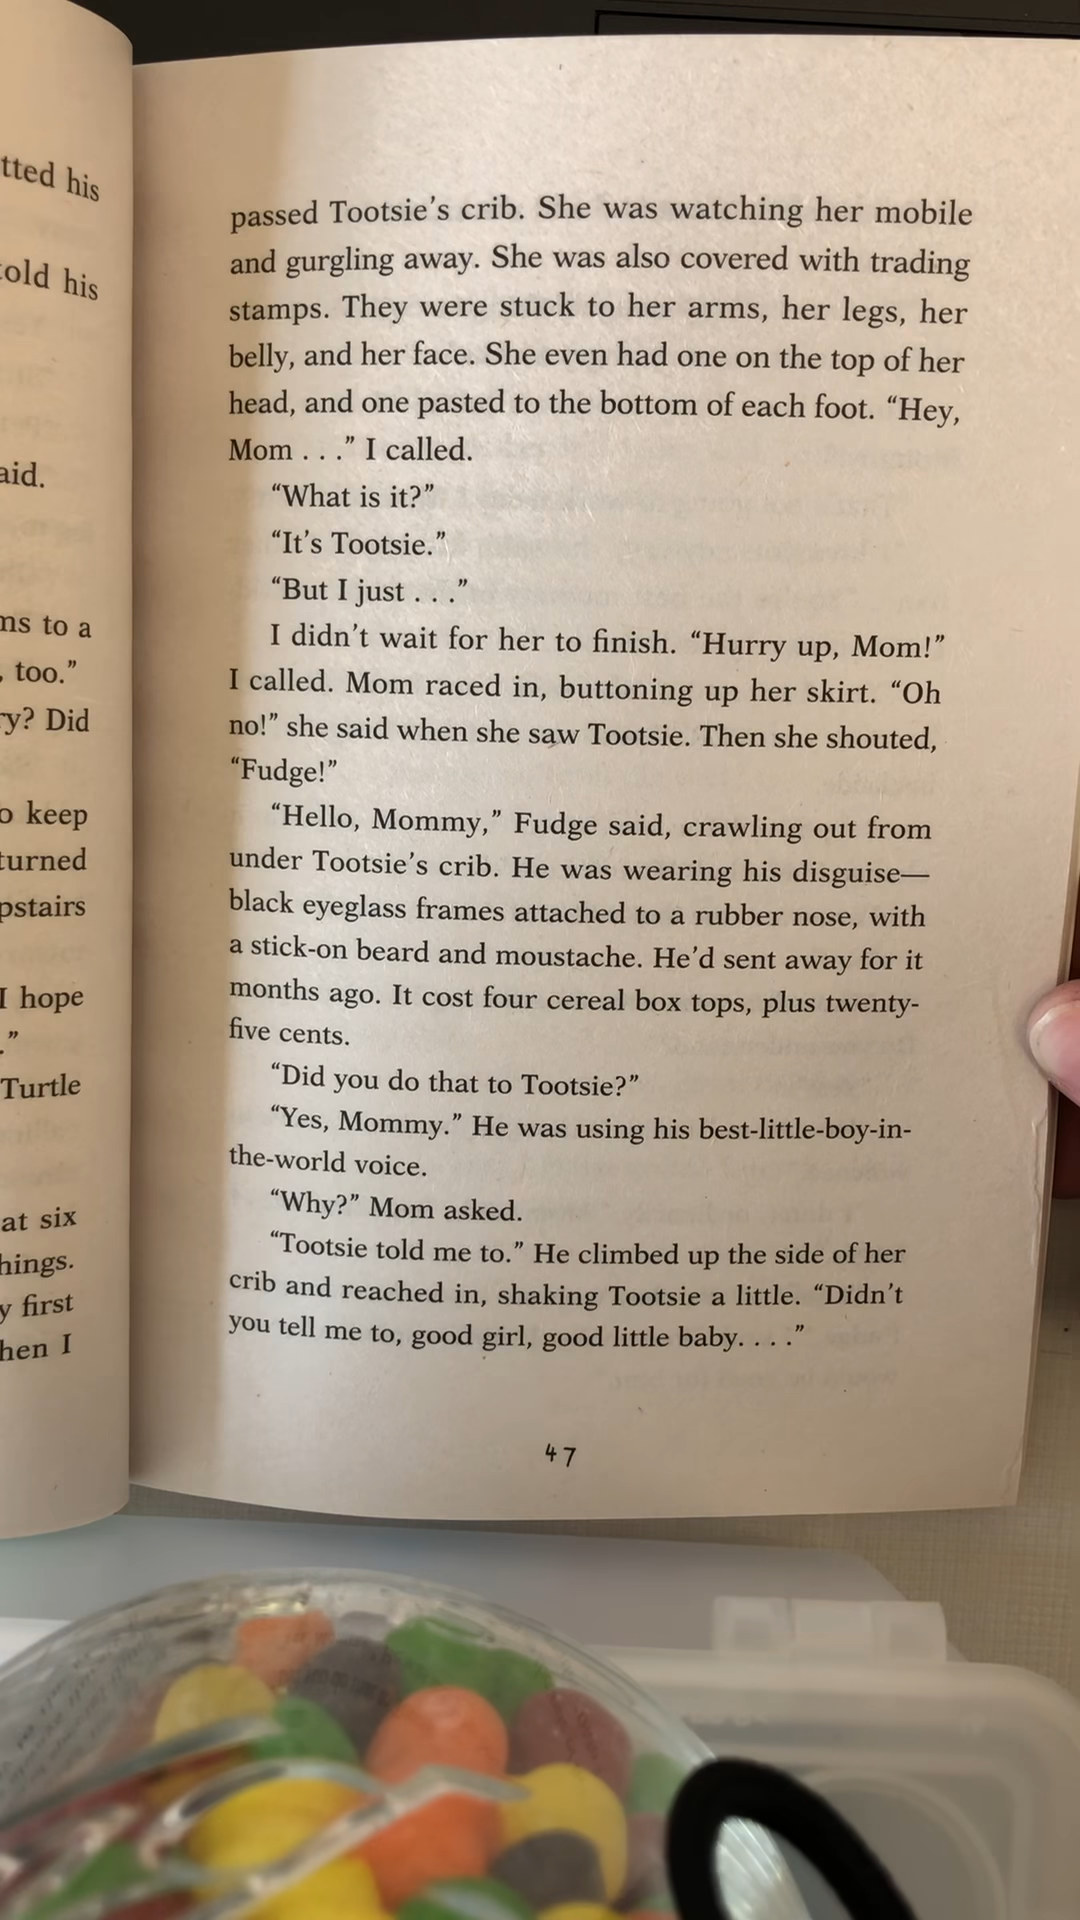 tted his
told his
aid.
ms to a
, too.”
ry? Did
o keep
turned
pstairs
I hope
.”
Turtle
at six
hings.
y first
hen I
passed Tootsie’s crib. She was watching her mobile
and gurgling away. She was also covered with trading
stamps. They were stuck to her arms, her legs, her
belly, and her face. She even had one on the top of her
head, and one pasted to the bottom of each foot. “Hey,
Mom . . .” I called.
“What is it?”
“It’s Tootsie.”
“But I just . . .”
I didn’t wait for her to finish. “Hurry up, Mom!”
I called. Mom raced in, buttoning up her skirt. “Oh
no!” she said when she saw Tootsie. Then she shouted,
“Fudge!”
“Hello, Mommy,” Fudge said, crawling out from
under Tootsie’s crib. He was wearing his disguise—
black eyeglass frames attached to a rubber nose, with
a stick-on beard and moustache. He’d sent away for it
months ago. It cost four cereal box tops, plus twenty-
five cents.
“Did you do that to Tootsie?”
“Yes, Mommy.” He was using his best-little-boy-in-
the-world voice.
“Why?” Mom asked.
“Tootsie told me to.” He climbed up the side of her
crib and reached in, shaking Tootsie a little. “Didn’t
you tell me to, good girl, good little baby. . . .”
47